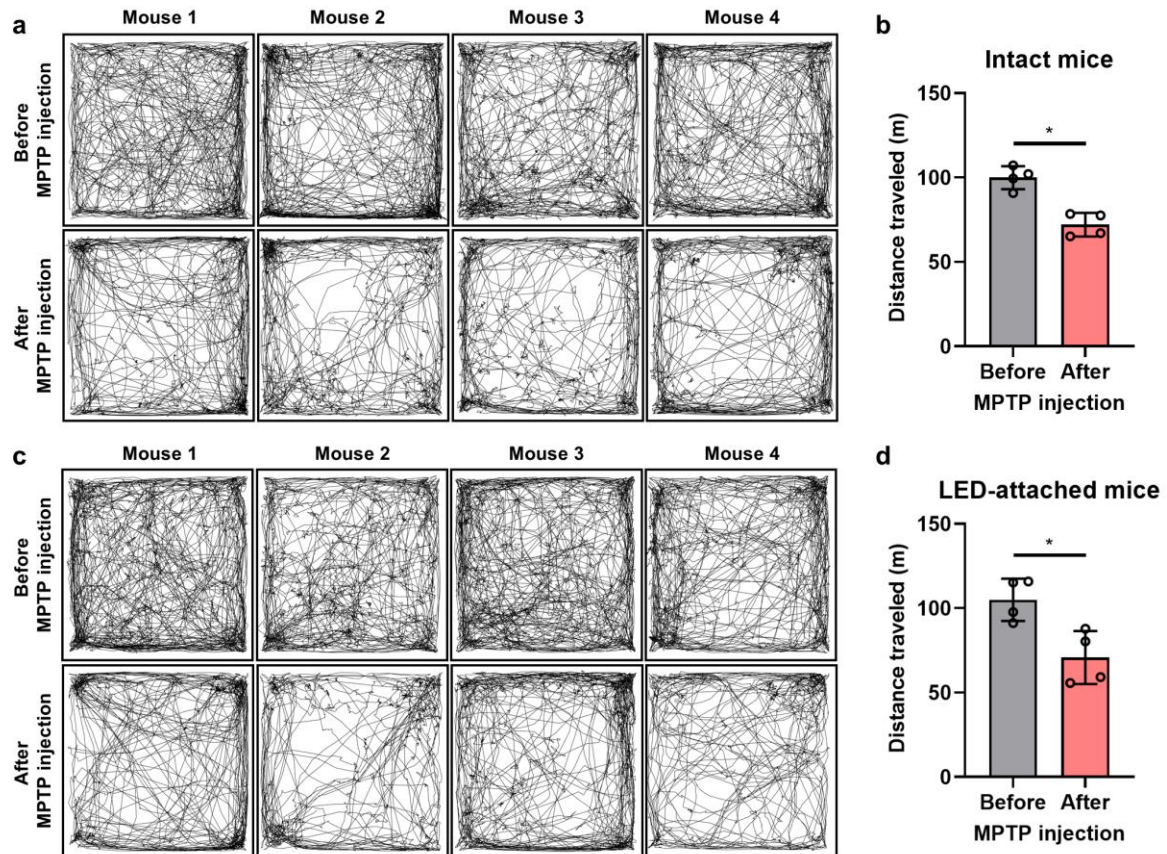 a
Mouse 1 Mouse 2 Mouse 3 Mouse 4
Before
MPTP injection
After
MPTP injection
b
Intact mice
Distance traveled (m)
150
100
50
0
*
Before After
MPTP injection
c
Mouse 1 Mouse 2 Mouse 3 Mouse 4
Before
MPTP injection
After
MPTP injection
d
LED-attached mice
Distance traveled (m)
150
100
50
0
*
Before After
MPTP injection